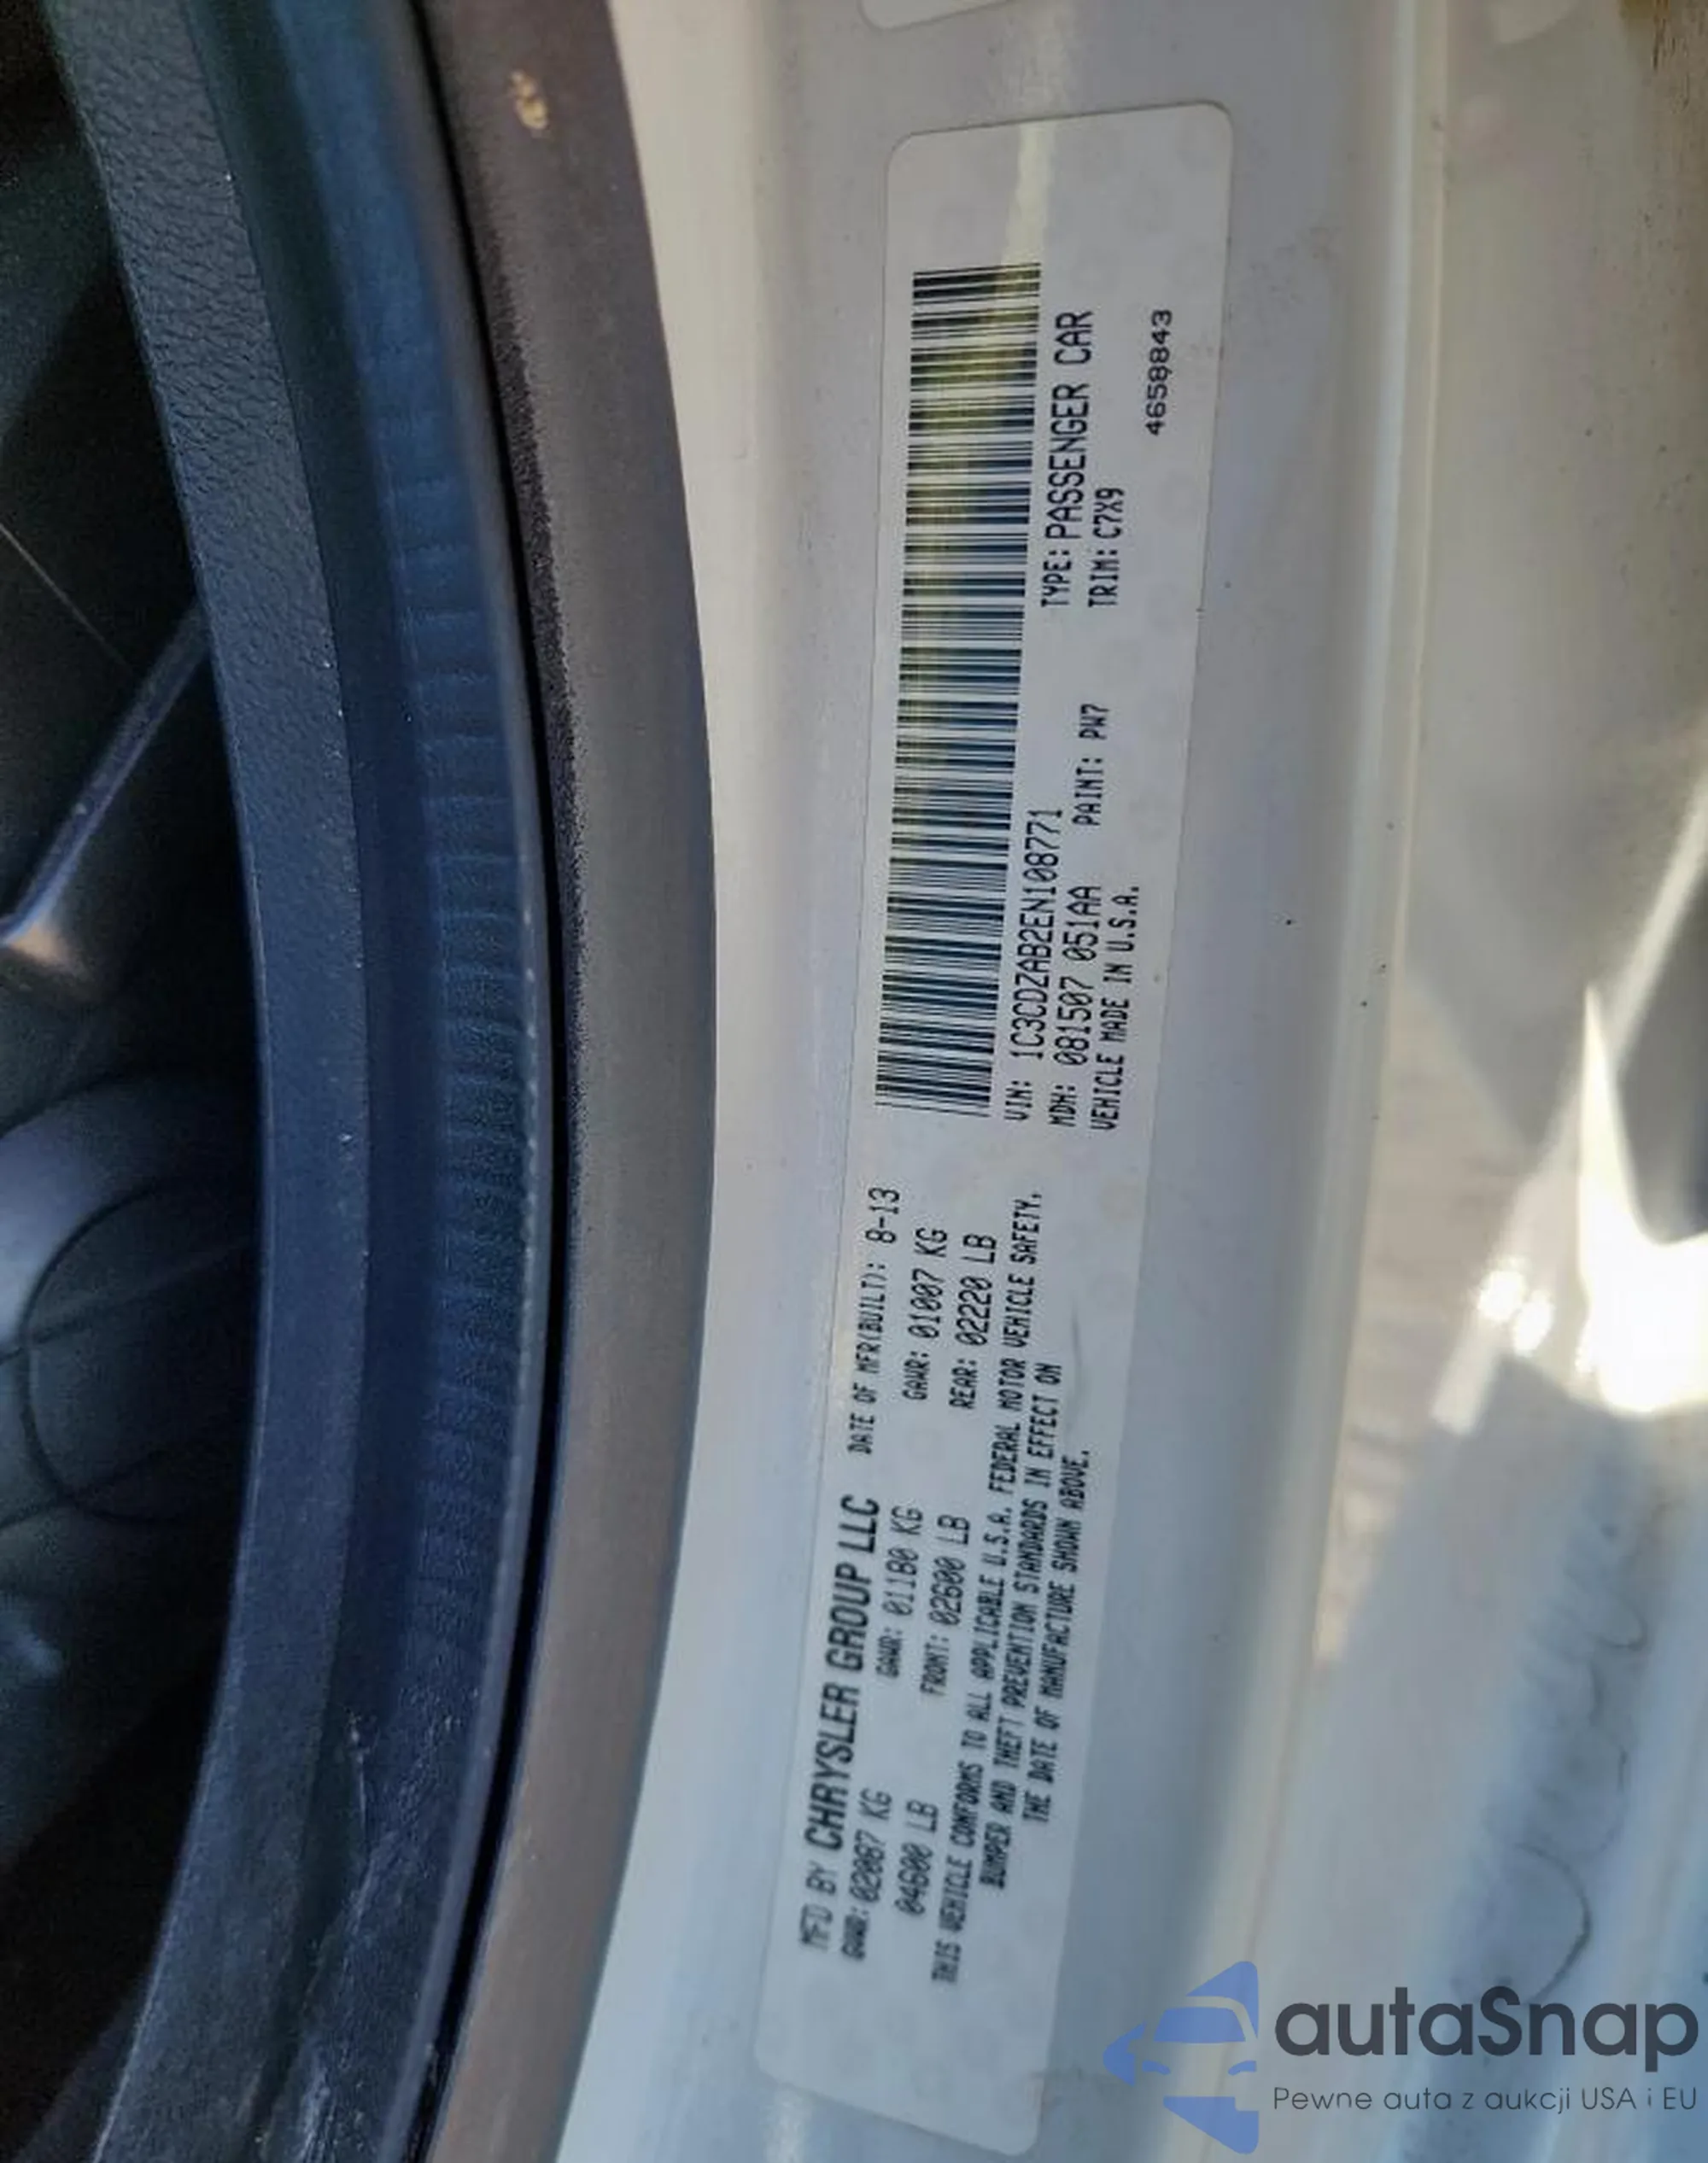 MFD BY CHRYSLER GROUP LLC DATE OF MFR(BUILT): 8-13
GVWR: 02087 KG GAWR: 01180 KG GAWR: 01007 KG
04600 LB FRONT: 02600 LB REAR: 02220 LB
THIS VEHICLE CONFORMS TO ALL APPLICABLE U.S.A. FEDERAL MOTOR VEHICLE SAFETY,
BUMPER AND THEFT PREVENTION STANDARDS IN EFFECT ON
THE DATE OF MANUFACTURE SHOWN ABOVE.
VIN: 1C3CDZAB2EN108771 TYPE: PASSENGER CAR
MDH: 081507 051AA PAINT: PW7 TRIM: C7X9
VEHICLE MADE IN U.S.A.
46588843
autaSnap
Pewne auta z aukcji USA i EU